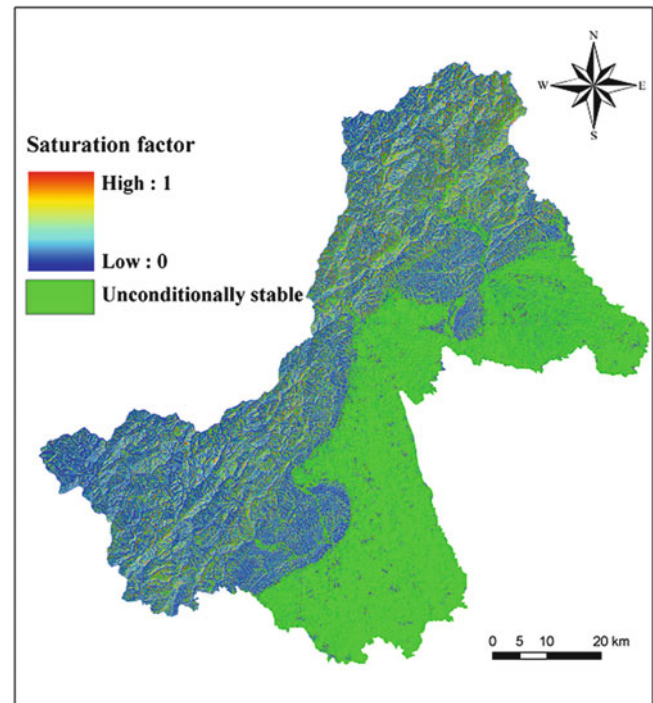 N
W E
S
Saturation factor
High : 1
Low : 0
Unconditionally stable
0 5 10 20 km